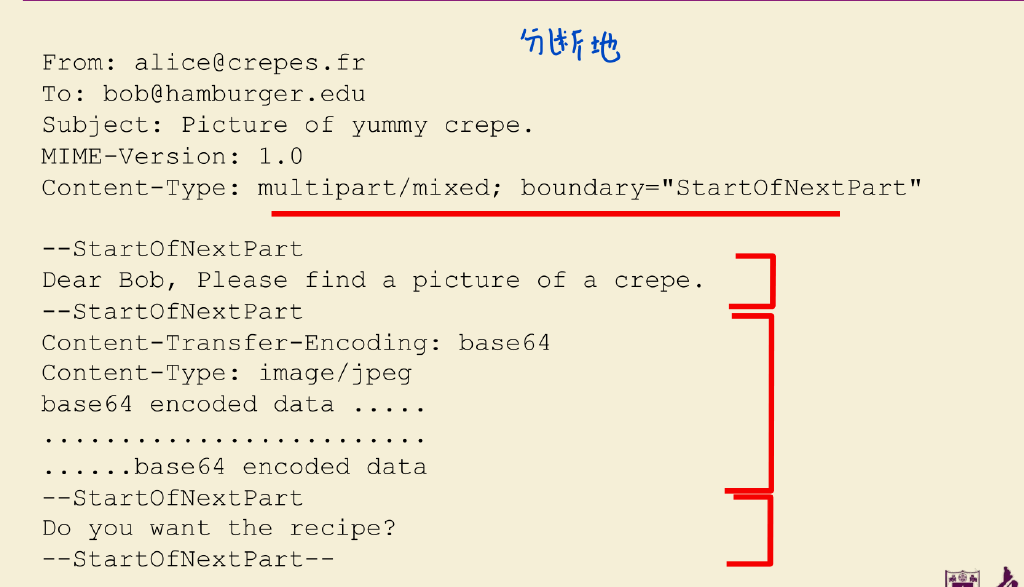 分断地
From: alice@crepes.fr
To: bob@hamburger.edu
Subject: Picture of yummy crepe.
MIME-Version: 1.0
Content-Type: multipart/mixed; boundary="StartOfNextPart"
--StartOfNextPart
Dear Bob, Please find a picture of a crepe.
--StartOfNextPart
Content-Transfer-Encoding: base64
Content-Type: image/jpeg
base64 encoded data .....
.........................
......base64 encoded data
--StartOfNextPart
Do you want the recipe?
--StartOfNextPart--